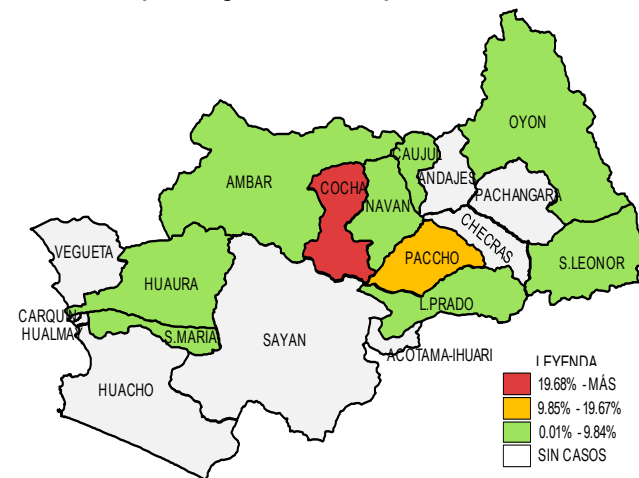 OYON
CAUJUL
AMBAR
COCHA
ANDAJES
PACHANGARA
NAVAN
CHECRAS
VEGUETA
PACCHO
S.LEONOR
HUAURA
L.PRADO
CARQUIN
HUALMAY
S.MARIA
SAYAN
ACOTAMA-IHUARI
HUACHO
LEYENDA
19.68% - MÁS
9.85% - 19.67%
0.01% - 9.84%
SIN CASOS